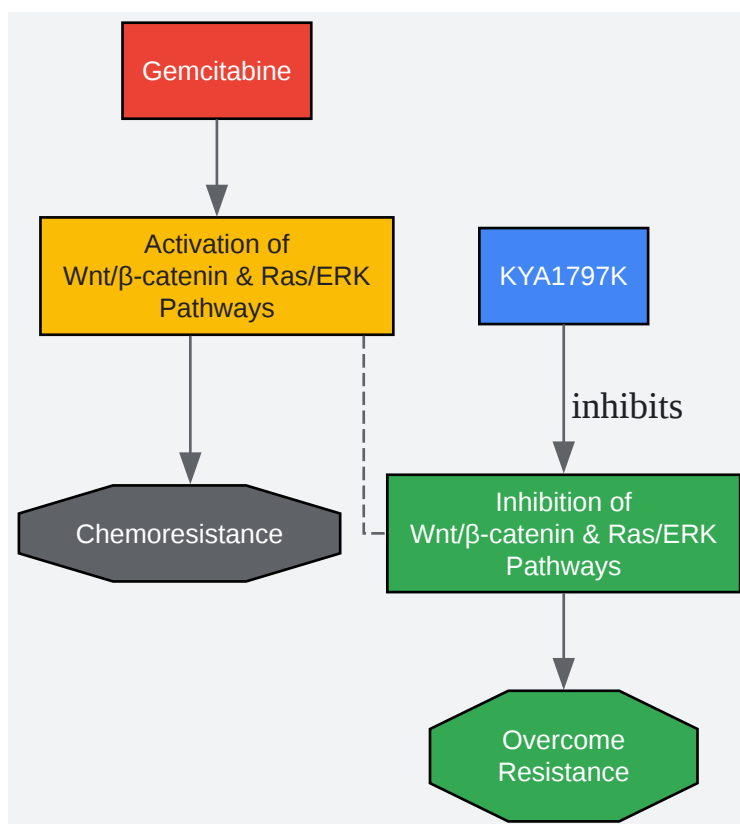 Gemcitabine
Activation of
Wnt/β-catenin & Ras/ERK
Pathways
KYA1797K
inhibits
Chemoresistance
Inhibition of
Wnt/β-catenin & Ras/ERK
Pathways
Overcome
Resistance